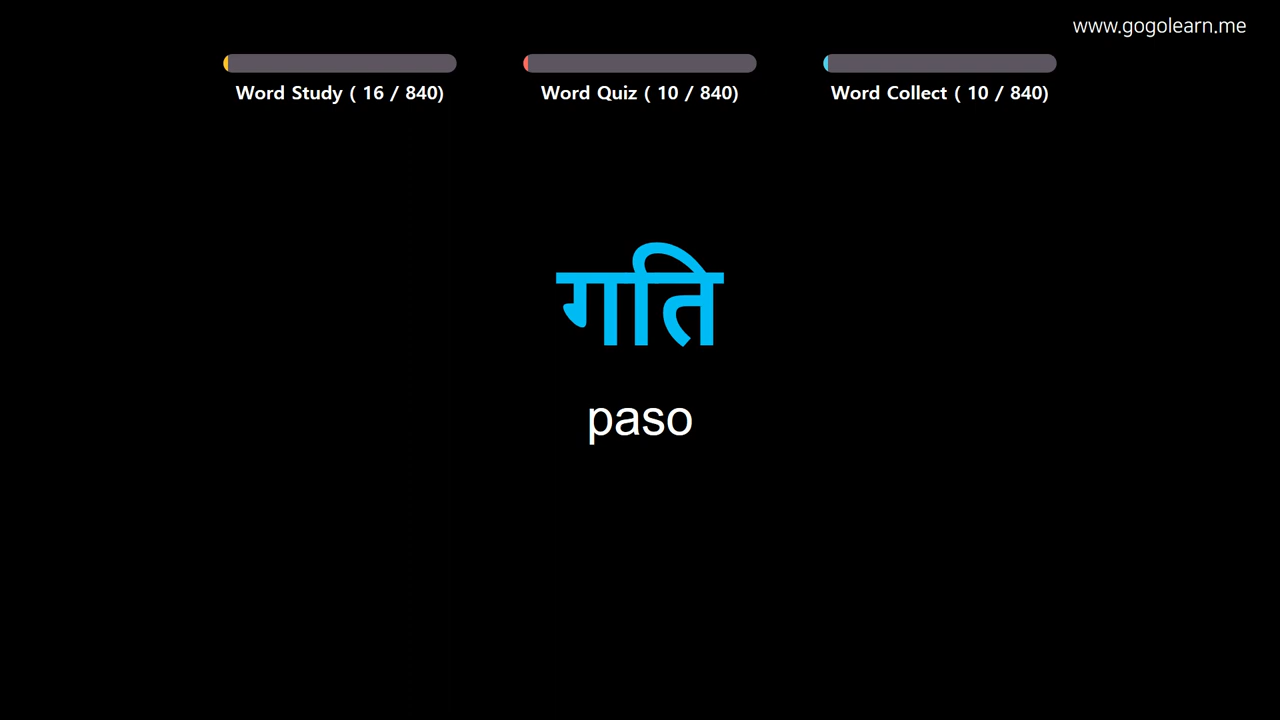 www.gogolearn.me
Word Study ( 16 / 840)
Word Quiz ( 10 / 840)
Word Collect ( 10 / 840)
गति
paso